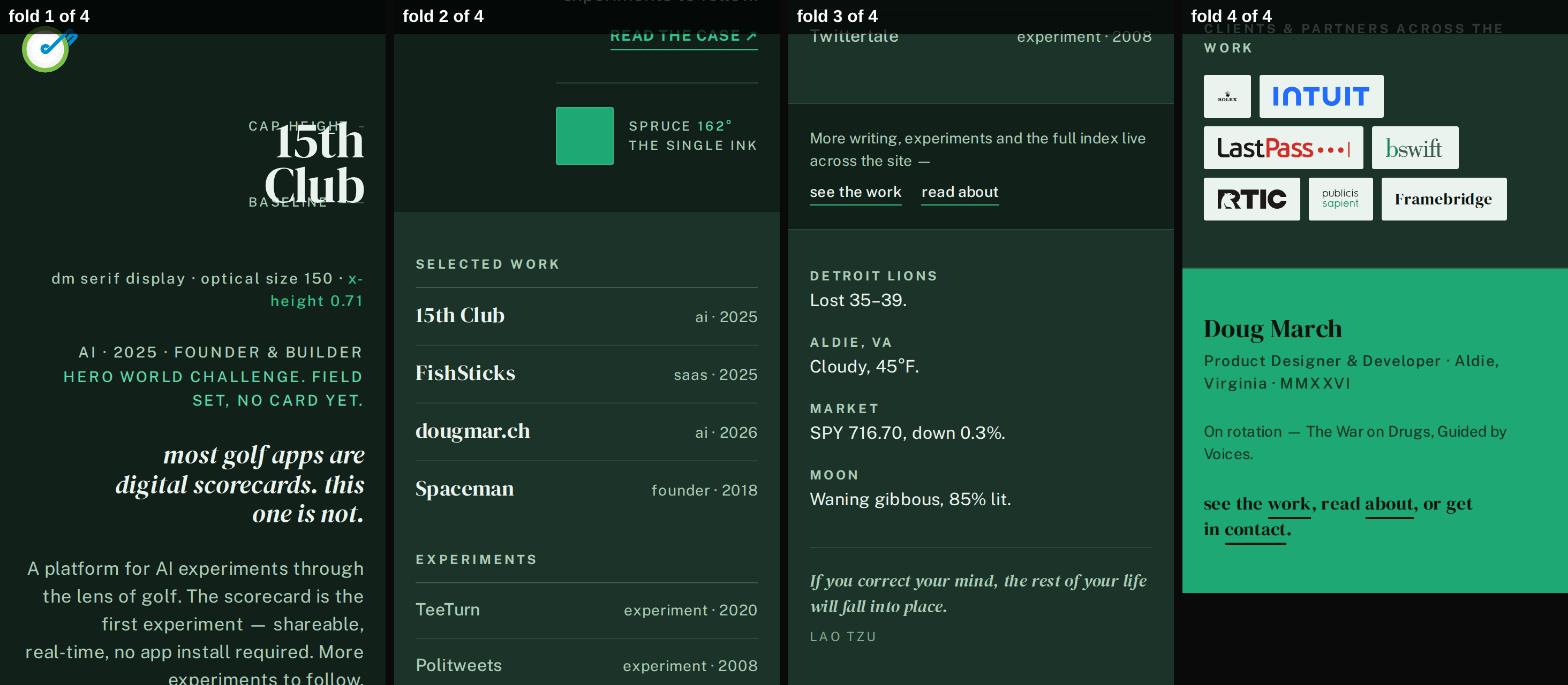 fold 1 of 4
CAP HEIGHT
15th
Club
BASELINE
dm serif display · optical size 150 · x-
height 0.71
AI · 2025 · FOUNDER & BUILDER
HERO WORLD CHALLENGE. FIELD
SET, NO CARD YET.
most golf apps are
digital scorecards. this
one is not.
A platform for AI experiments through
the lens of golf. The scorecard is the
first experiment — shareable,
real-time, no app install required. More
experiments to follow.
fold 2 of 4
experiments to follow.
READ THE CASE ↗
SPRUCE 162°
THE SINGLE INK
SELECTED WORK
15th Club
ai · 2025
FishSticks
saas · 2025
dougmar.ch
ai · 2026
Spaceman
founder · 2018
EXPERIMENTS
TeeTurn
experiment · 2020
Politweets
experiment · 2008
fold 3 of 4
Twittertale
experiment · 2008
More writing, experiments and the full index live
across the site —
see the work read about
DETROIT LIONS
Lost 35–39.
ALDIE, VA
Cloudy, 45°F.
MARKET
SPY 716.70, down 0.3%.
MOON
Waning gibbous, 85% lit.
If you correct your mind, the rest of your life
will fall into place.
LAO TZU
fold 4 of 4
CLIENTS & PARTNERS ACROSS THE
WORK
ROLEX
INTUIT
LastPass
bswift
RTIC
publicis
sapient
Framebridge
Doug March
Product Designer & Developer · Aldie,
Virginia · MMXXVI
On rotation — The War on Drugs, Guided by
Voices.
see the work, read about, or get
in contact.